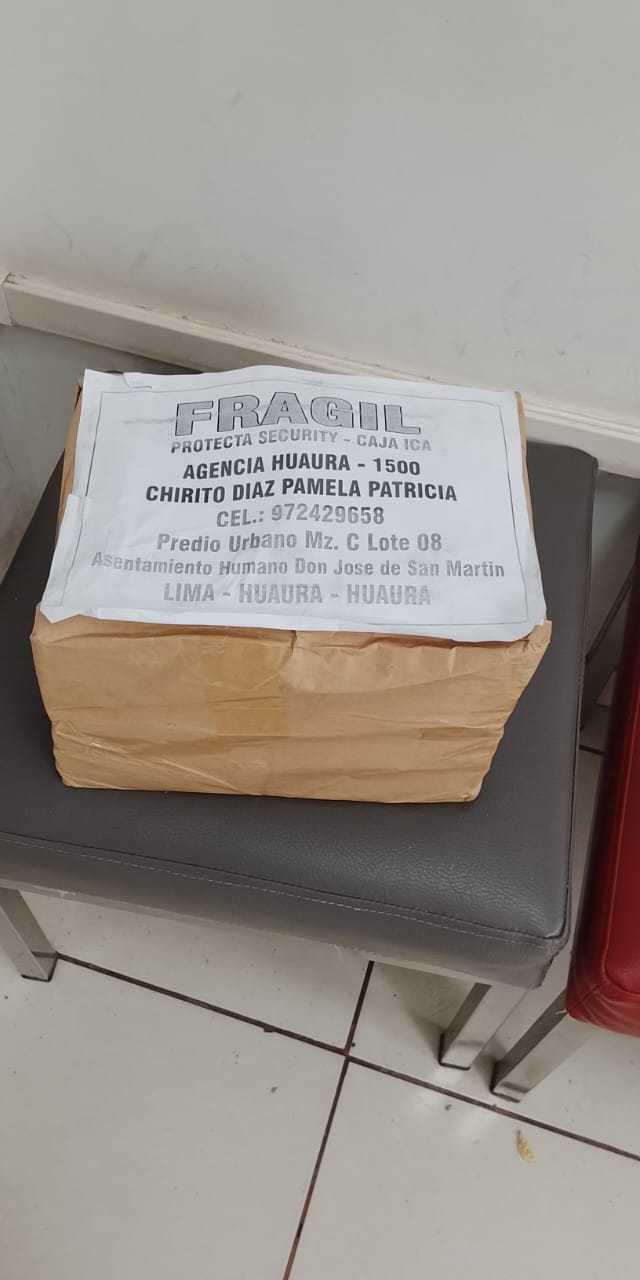 FRAGIL
PROTECTA SECURITY - CAJA ICA
AGENCIA HUAURA - 1500
CHIRITO DIAZ PAMELA PATRICIA
CEL.: 972429658
Predio Urbano Mz. C Lote 08
Asentamiento Humano Don Jose de San Martin
LIMA - HUAURA - HUAURA